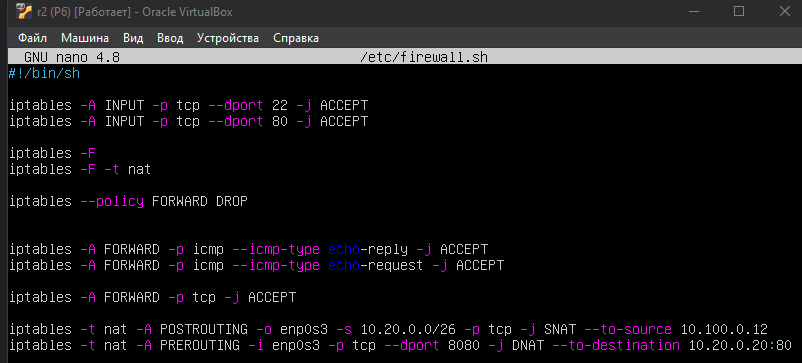 r2 (P6) [Работает] - Oracle VirtualBox
Файл Машина Вид Ввод Устройства Справка
GNU nano 4.8 /etc/firewall.sh
#!/bin/sh
iptables -A INPUT -p tcp --dport 22 -j ACCEPT
iptables -A INPUT -p tcp --dport 80 -j ACCEPT
iptables -F
iptables -F -t nat
iptables --policy FORWARD DROP
iptables -A FORWARD -p icmp --icmp-type echo-reply -j ACCEPT
iptables -A FORWARD -p icmp --icmp-type echo-request -j ACCEPT
iptables -A FORWARD -p tcp -j ACCEPT
iptables -t nat -A POSTROUTING -o enp0s3 -s 10.20.0.0/26 -p tcp -j SNAT --to-source 10.100.0.12
iptables -t nat -A PREROUTING -i enp0s3 -p tcp --dport 8080 -j DNAT --to-destination 10.20.0.20:80